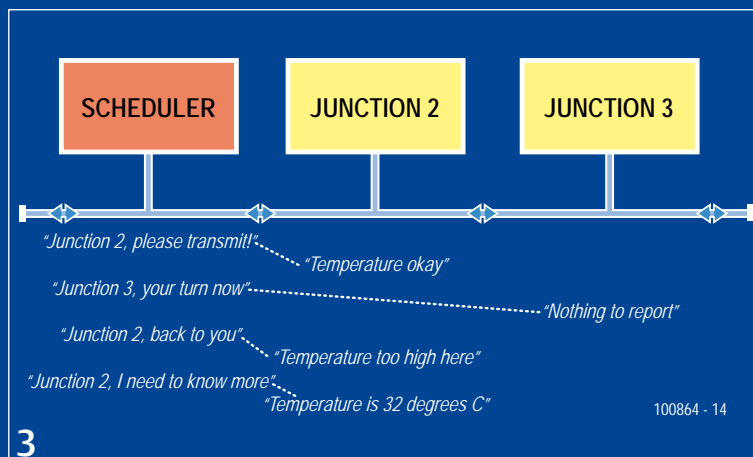 SCHEDULER
JUNCTION 2
JUNCTION 3
"Junction 2, please transmit!"
"Temperature okay"
"Junction 3, your turn now"
"Nothing to report"
"Junction 2, back to you"
"Temperature too high here"
"Junction 2, I need to know more"
"Temperature is 32 degrees C"
100864 - 14
3